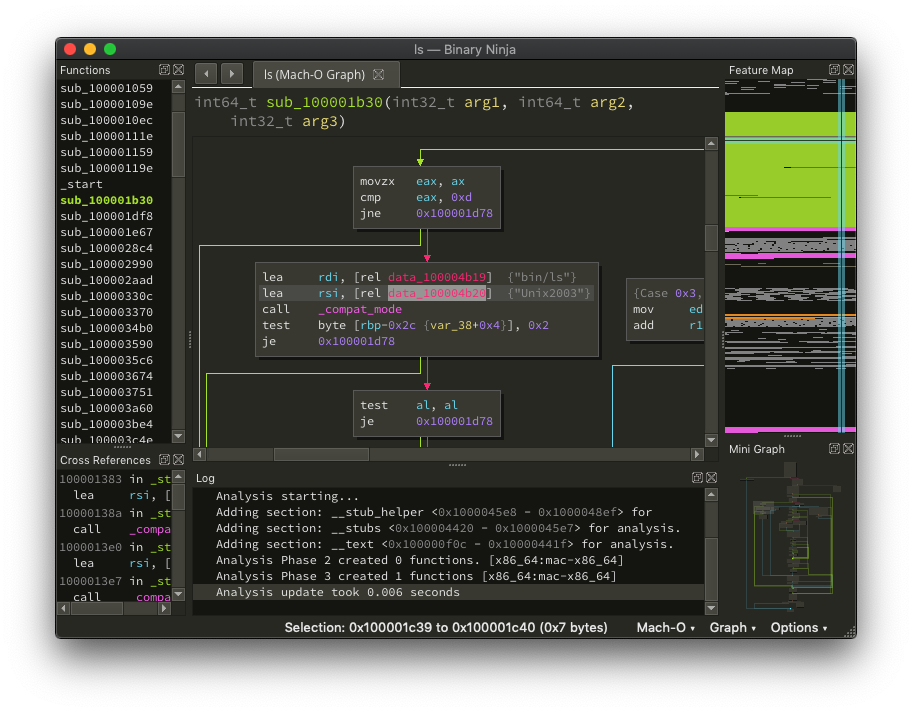 ls — Binary Ninja
Functions
sub_100001059
sub_10000109e
sub_1000010ec
sub_10000111e
sub_100001159
sub_10000119e
_start
sub_100001b30
sub_100001df8
sub_100001e67
sub_1000028c4
sub_100002990
sub_100002aad
sub_10000330c
sub_100003370
sub_1000034b0
sub_100003590
sub_1000035c6
sub_100003674
sub_100003751
sub_100003a60
sub_100003be4
sub_100003c4e
Cross References
100001383 in _st
lea rsi, [
10000138a in _st
call _compa
1000013e0 in _st
lea rsi, [
1000013e7 in _st
call _compa
ls (Mach-O Graph)
int64_t sub_100001b30(int32_t arg1, int64_t arg2,
int32_t arg3)
movzx eax, ax
cmp eax, 0xd
jne 0x100001d78
lea rdi, [rel data_100004b19] {"bin/ls"}
lea rsi, [rel data_100004b20] {"Unix2003"}
call _compat_mode
test byte [rbp-0x2c {var_38+0x4}], 0x2
je 0x100001d78
{Case 0x3,
mov ed
add r1
test al, al
je 0x100001d78
Log
Analysis starting...
Adding section: __stub_helper <0x1000045e8 - 0x1000048ef> for
Adding section: __stubs <0x100004420 - 0x1000045e7> for analysis.
Adding section: __text <0x100000f0c - 0x10000441f> for analysis.
Analysis Phase 2 created 0 functions. [x86_64:mac-x86_64]
Analysis Phase 3 created 1 functions [x86_64:mac-x86_64]
Analysis update took 0.006 seconds
Feature Map
Mini Graph
Selection: 0x100001c39 to 0x100001c40 (0x7 bytes) Mach-O Graph Options